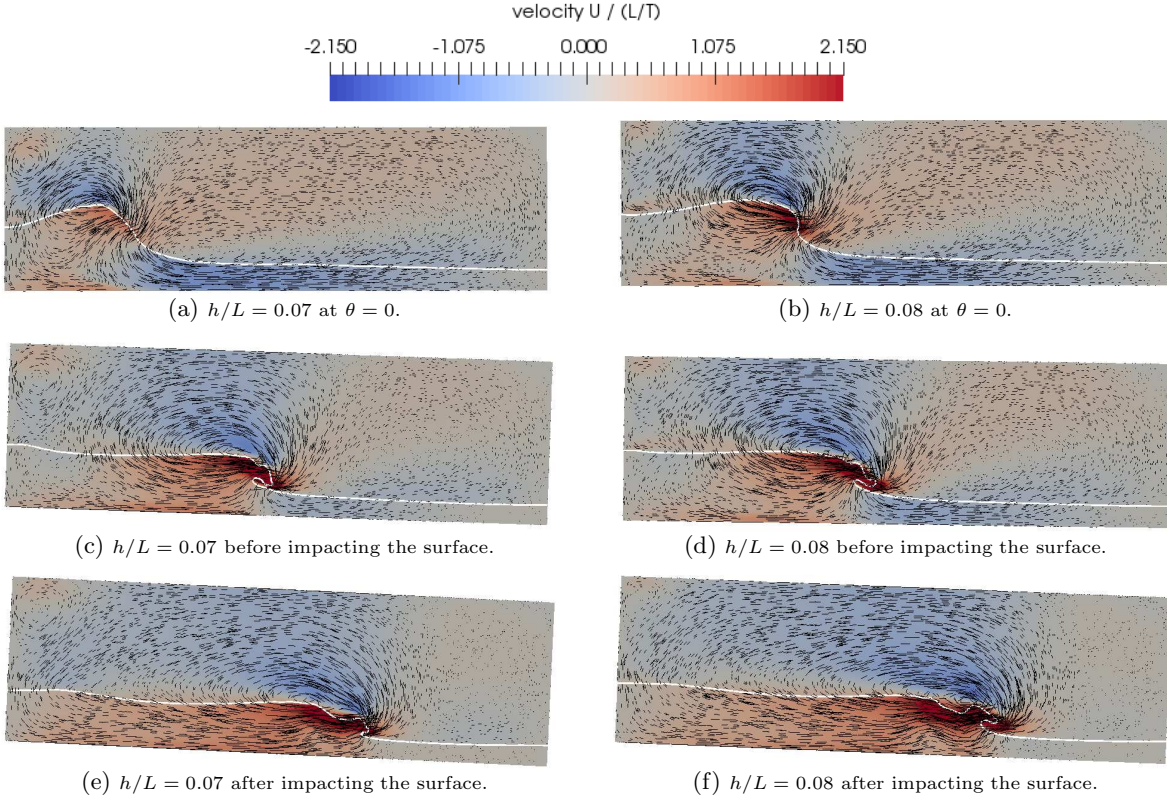 velocity U / (L/T)
-2.150 -1.075 0.000 1.075 2.150
(a) h/L = 0.07 at θ = 0.
(b) h/L = 0.08 at θ = 0.
(c) h/L = 0.07 before impacting the surface.
(d) h/L = 0.08 before impacting the surface.
(e) h/L = 0.07 after impacting the surface.
(f) h/L = 0.08 after impacting the surface.